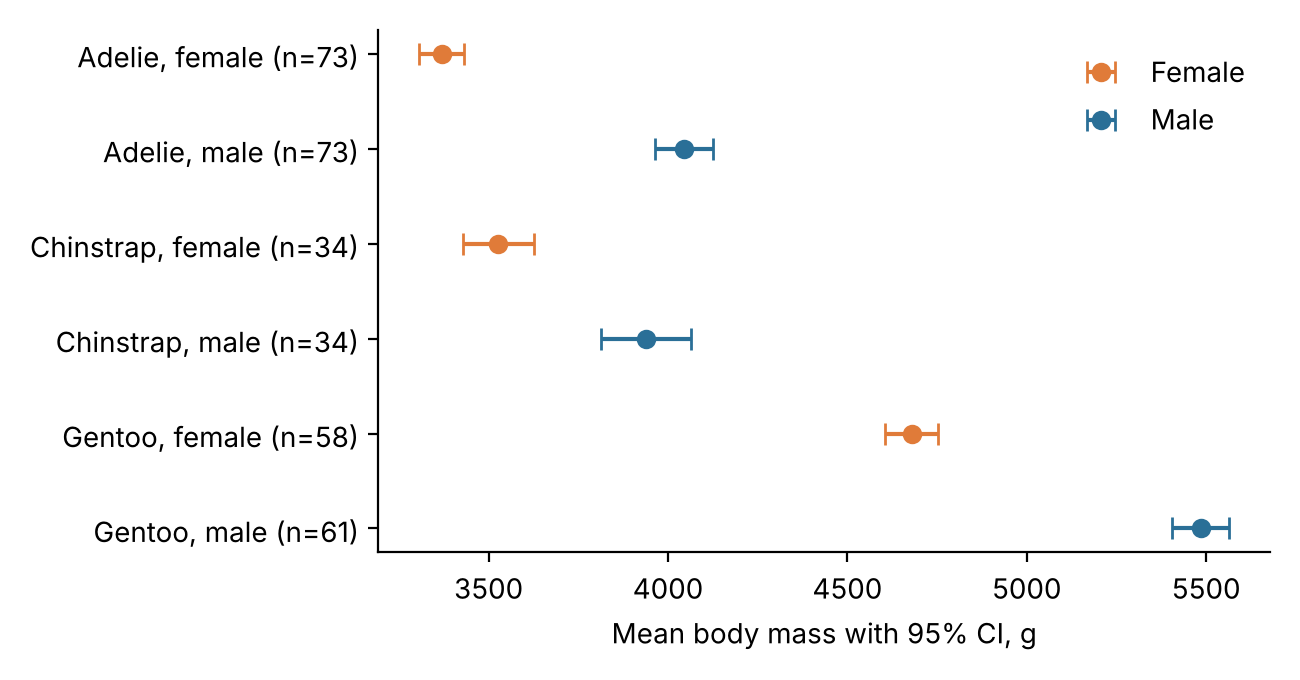 Adelie, female (n=73)
Female
Male
Adelie, male (n=73)
Chinstrap, female (n=34)
Chinstrap, male (n=34)
Gentoo, female (n=58)
Gentoo, male (n=61)
3500 4000 4500 5000 5500
Mean body mass with 95% CI, g